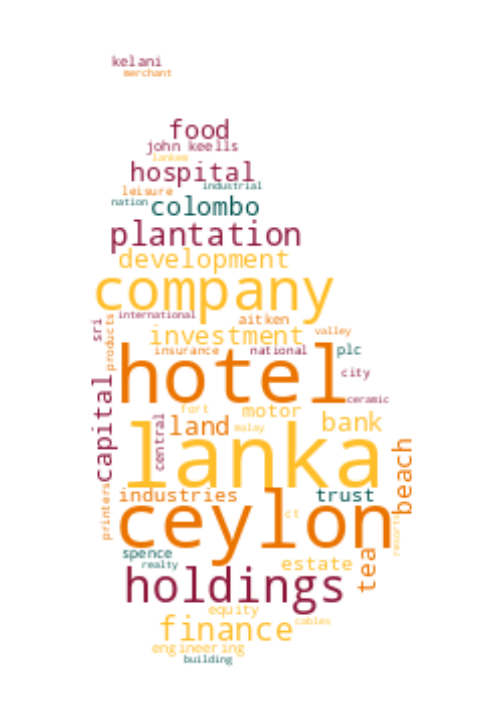 kelani
merchant
food
john keells
lankem
hospital
leisure industrial
nation colombo
plantation
development
company
international
sri
products
aitken
investment valley
insurance national plc
hotel
city
capital
ceramic
fort motor
land malay bank
central
lanka
beach
industries trust
printers
ceylon
ct
resorts
spence
realty estate
tea
holdings
equity
finance cables
engineering
building